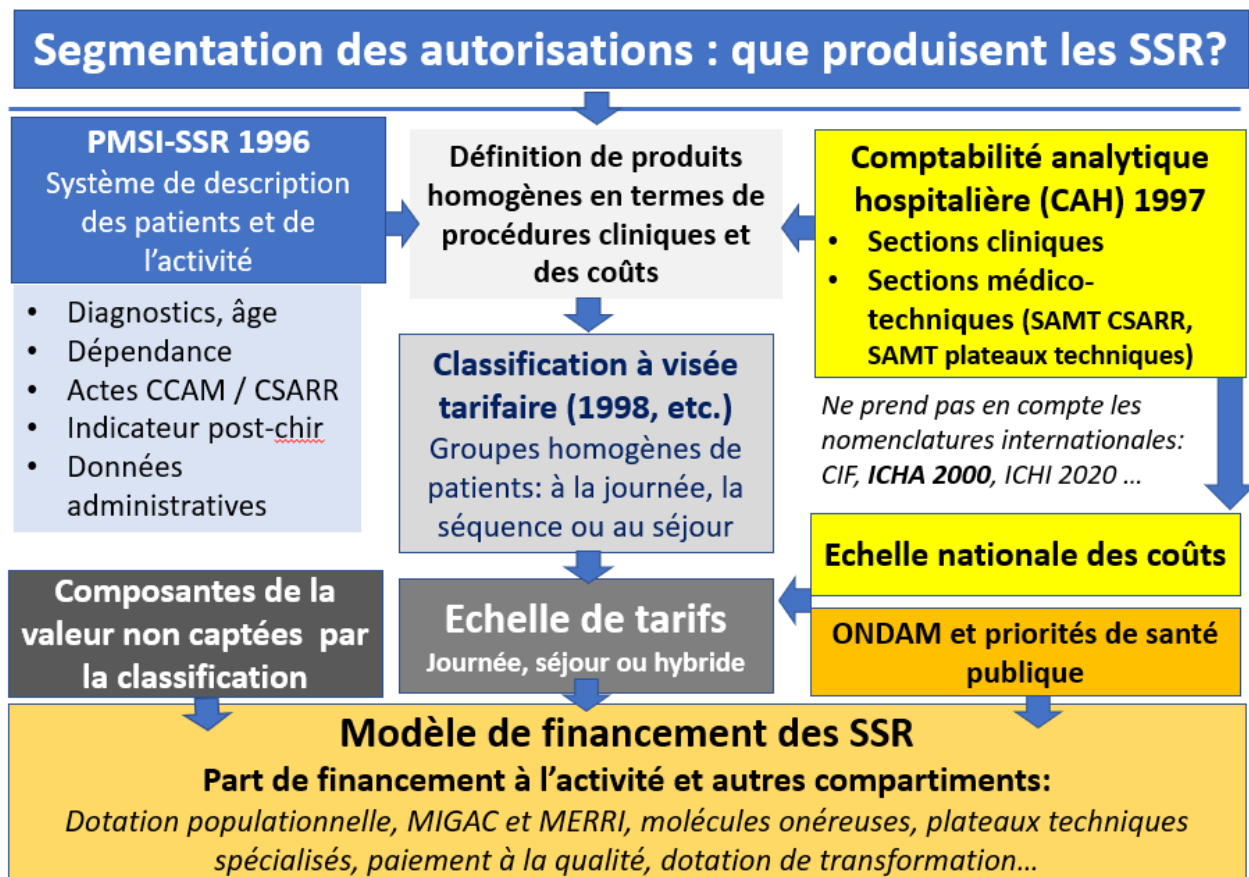 Segmentation des autorisations : que produisent les SSR?
PMSI-SSR 1996
Système de description
des patients et de
l'activité
• Diagnostics, âge
• Dépendance
• Actes CCAM / CSARR
• Indicateur post-chir
• Données
administratives
Définition de produits
homogènes en termes de
procédures cliniques et
des coûts
Comptabilité analytique
hospitalière (CAH) 1997
• Sections cliniques
• Sections médico-
techniques (SAMT CSARR,
SAMT plateaux techniques)
Ne prend pas en compte les
nomenclatures internationales:
CIF, ICHA 2000, ICHI 2020 ...
Classification à visée
tarifaire (1998, etc.)
Groupes homogènes de
patients: à la journée, la
séquence ou au séjour
Echelle nationale des coûts
Composantes de la
valeur non captées par
la classification
Echelle de tarifs
Journée, séjour ou hybride
ONDAM et priorités de santé
publique
Modèle de financement des SSR
Part de financement à l'activité et autres compartiments:
Dotation populationnelle, MIGAC et MERRI, molécules onéreuses, plateaux techniques
spécialisés, paiement à la qualité, dotation de transformation...